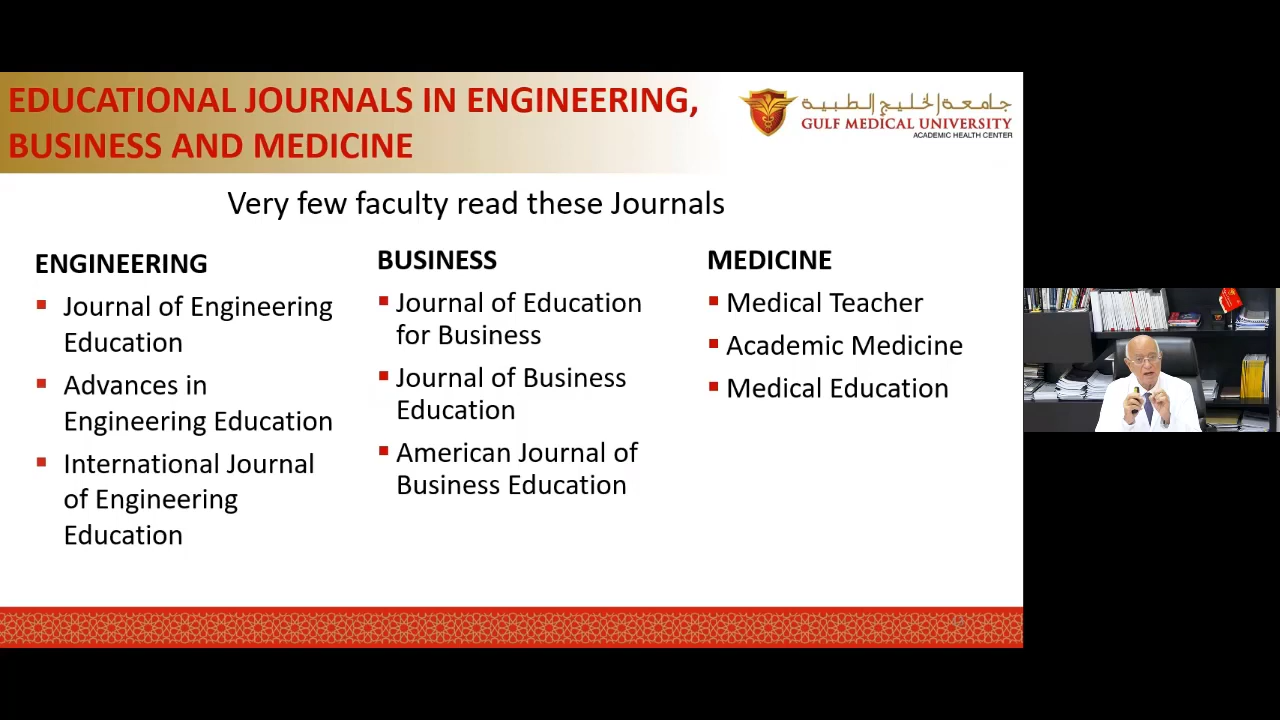 EDUCATIONAL JOURNALS IN ENGINEERING,
BUSINESS AND MEDICINE
جامعة الخليج الطبية
GULF MEDICAL UNIVERSITY
ACADEMIC HEALTH CENTER
Very few faculty read these Journals
ENGINEERING
Journal of Engineering
Education
Advances in
Engineering Education
International Journal
of Engineering
Education
BUSINESS
Journal of Education
for Business
Journal of Business
Education
American Journal of
Business Education
MEDICINE
Medical Teacher
Academic Medicine
Medical Education